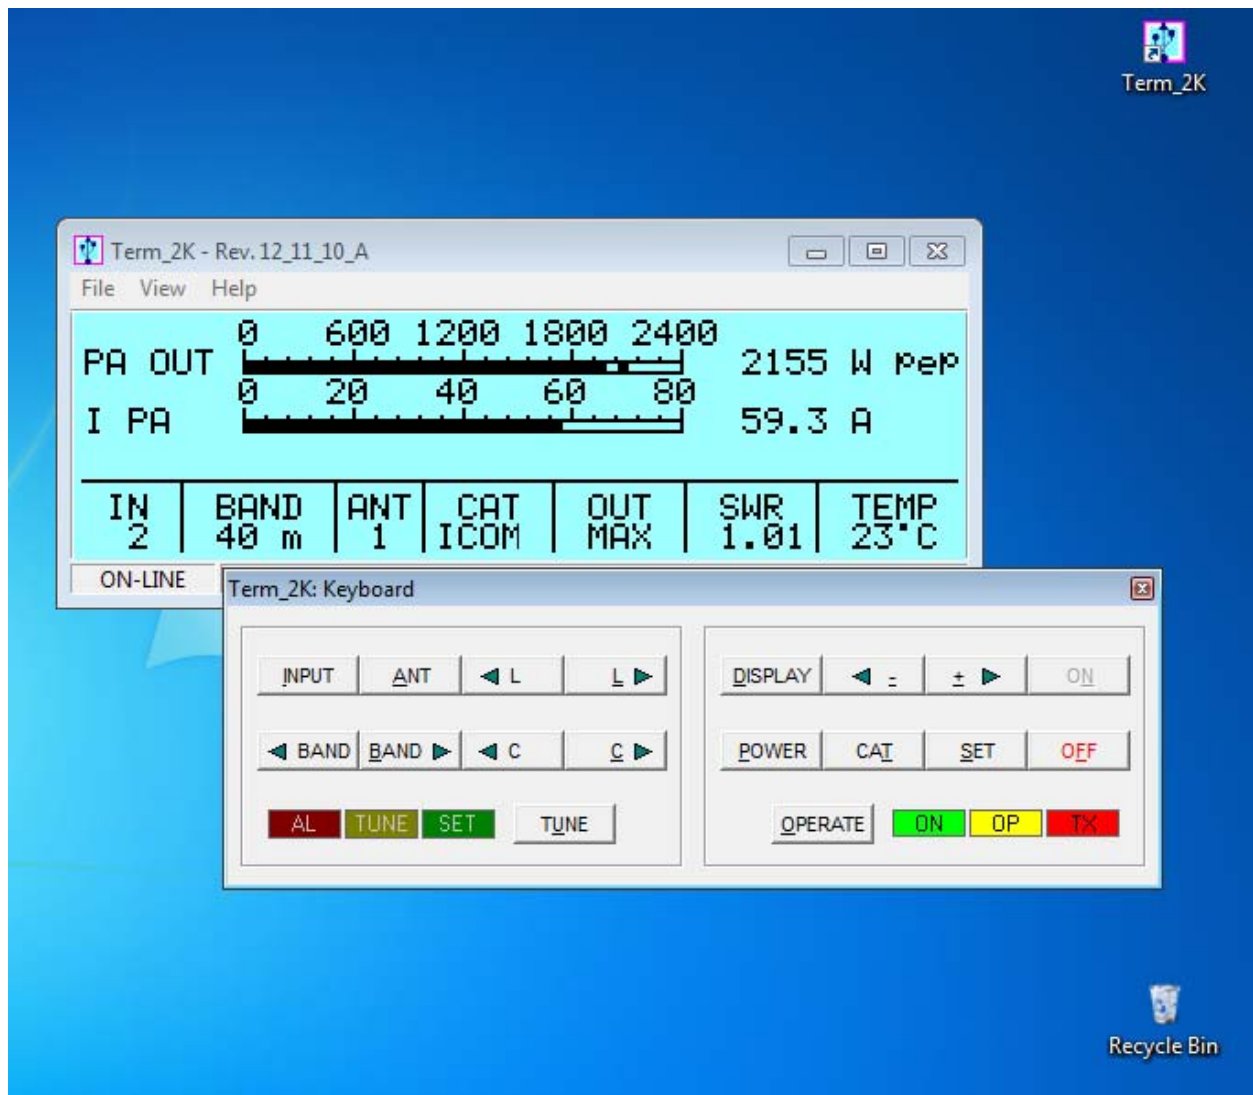 Term_2K
Term_2K - Rev. 12_11_10_A
File View Help
0 600 1200 1800 2400
PA OUT 2155 W pep
0 20 40 60 80
I PA 59.3 A
IN BAND ANT CAT OUT SWR TEMP
2 40 m 1 ICOM MAX 1.01 23°C
ON-LINE
Term_2K: Keyboard
INPUT ANT L L DISPLAY - + ON
BAND BAND C C POWER CAT SET OFF
AL TUNE SET TUNE OPERATE ON OP TX
Recycle Bin